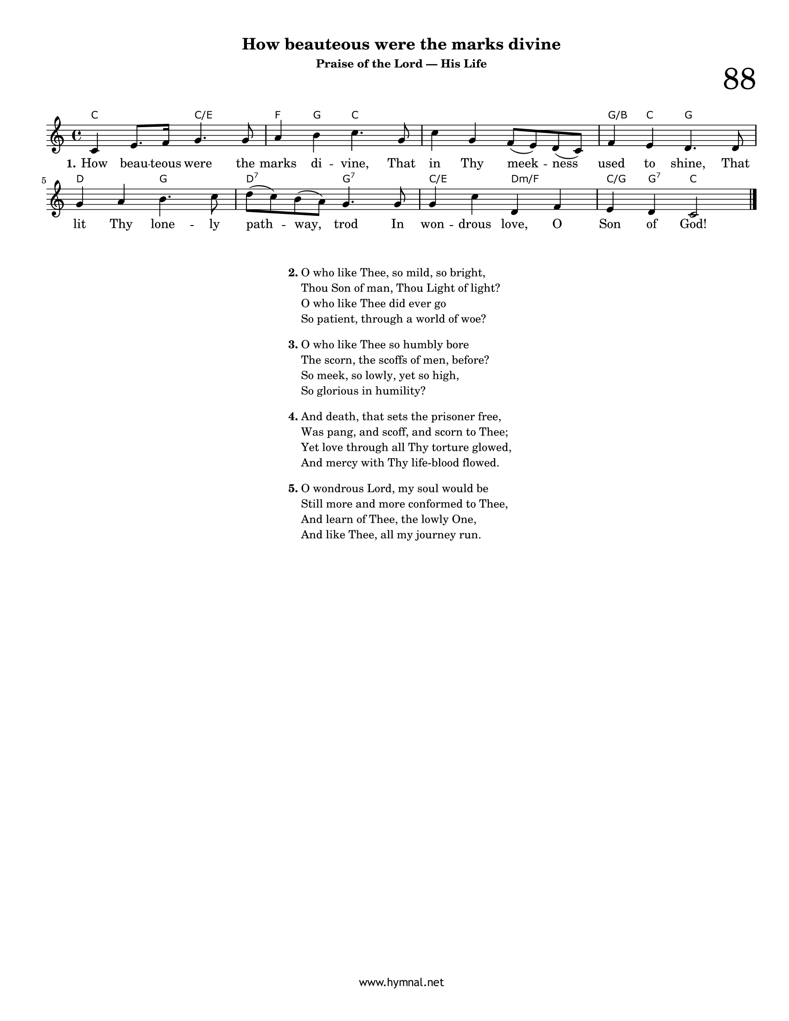 How beauteous were the marks divine
Praise of the Lord — His Life
88
C C/E F G C G/B C G
1. How beau-teous were the marks di - vine, That in Thy meek - ness used to shine, That
5
D G D7 G7 C/E Dm/F C/G G7 C
lit Thy lone - ly path - way, trod In won - drous love, O Son of God!
2. O who like Thee, so mild, so bright,
Thou Son of man, Thou Light of light?
O who like Thee did ever go
So patient, through a world of woe?
3. O who like Thee so humbly bore
The scorn, the scoffs of men, before?
So meek, so lowly, yet so high,
So glorious in humility?
4. And death, that sets the prisoner free,
Was pang, and scoff, and scorn to Thee;
Yet love through all Thy torture glowed,
And mercy with Thy life-blood flowed.
5. O wondrous Lord, my soul would be
Still more and more conformed to Thee,
And learn of Thee, the lowly One,
And like Thee, all my journey run.
www.hymnal.net